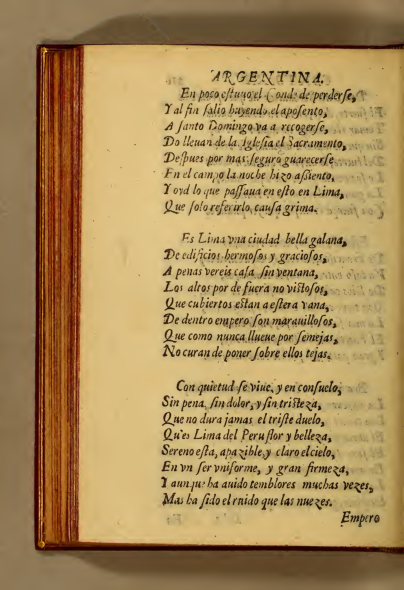 ARGENTINA.
En poco eſtuuo el Conde de perderſe,
Y al fin ſalio huyendo el apoſento,
A ſanto Domingo va a recogerſe,
Do lleuan de la Igleſia el Sacramento,
Deſpues por mas ſeguro guarecerſe
En el campo la noche hizo aſsiento,
Y oyd lo que paſſaua en eſto en Lima,
Que ſolo referirlo, cauſa grima.
Es Lima vna ciudad bella galana,
De edificios hermoſos y gracioſos,
A penas vereis caſa ſin ventana,
Los altos por de fuera no viſtoſos,
Que cubiertos eſtan a eſtera vana,
De dentro empero ſon marauilloſos,
Que como nunca llueue por ſemejas,
No curan de poner ſobre ellos tejas.
Con quietud ſe viue, y en conſuelo,
Sin pena, ſin dolor, y ſin triſteza,
Que no dura jamas el triſte duelo,
Qu'es Lima del Peru flor y belleza,
Sereno eſta, apazible, y claro el cielo,
En vn ſer vniforme, y gran firmeza,
Y aunque ha auido temblores muchas vezes,
Mas ha ſido el ruido que las nuezes.
Empero